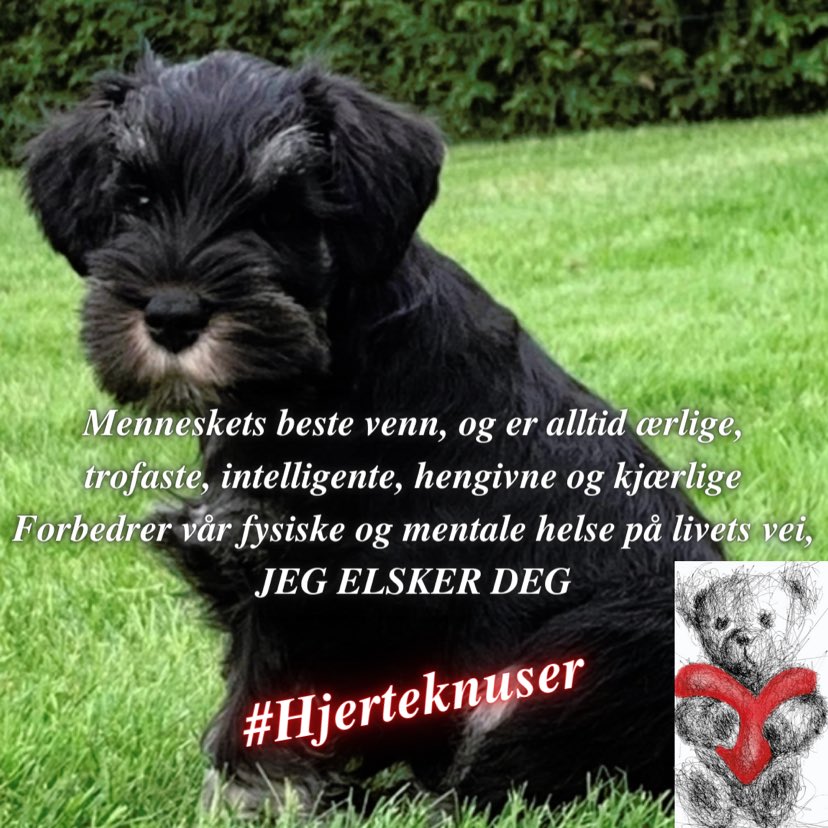 Menneskets beste venn, og er alltid ærlige,
trofaste, intelligente, hengivne og kjærlige
Forbedrer vår fysiske og mentale helse på livets vei,
JEG ELSKER DEG
#Hjerteknuser